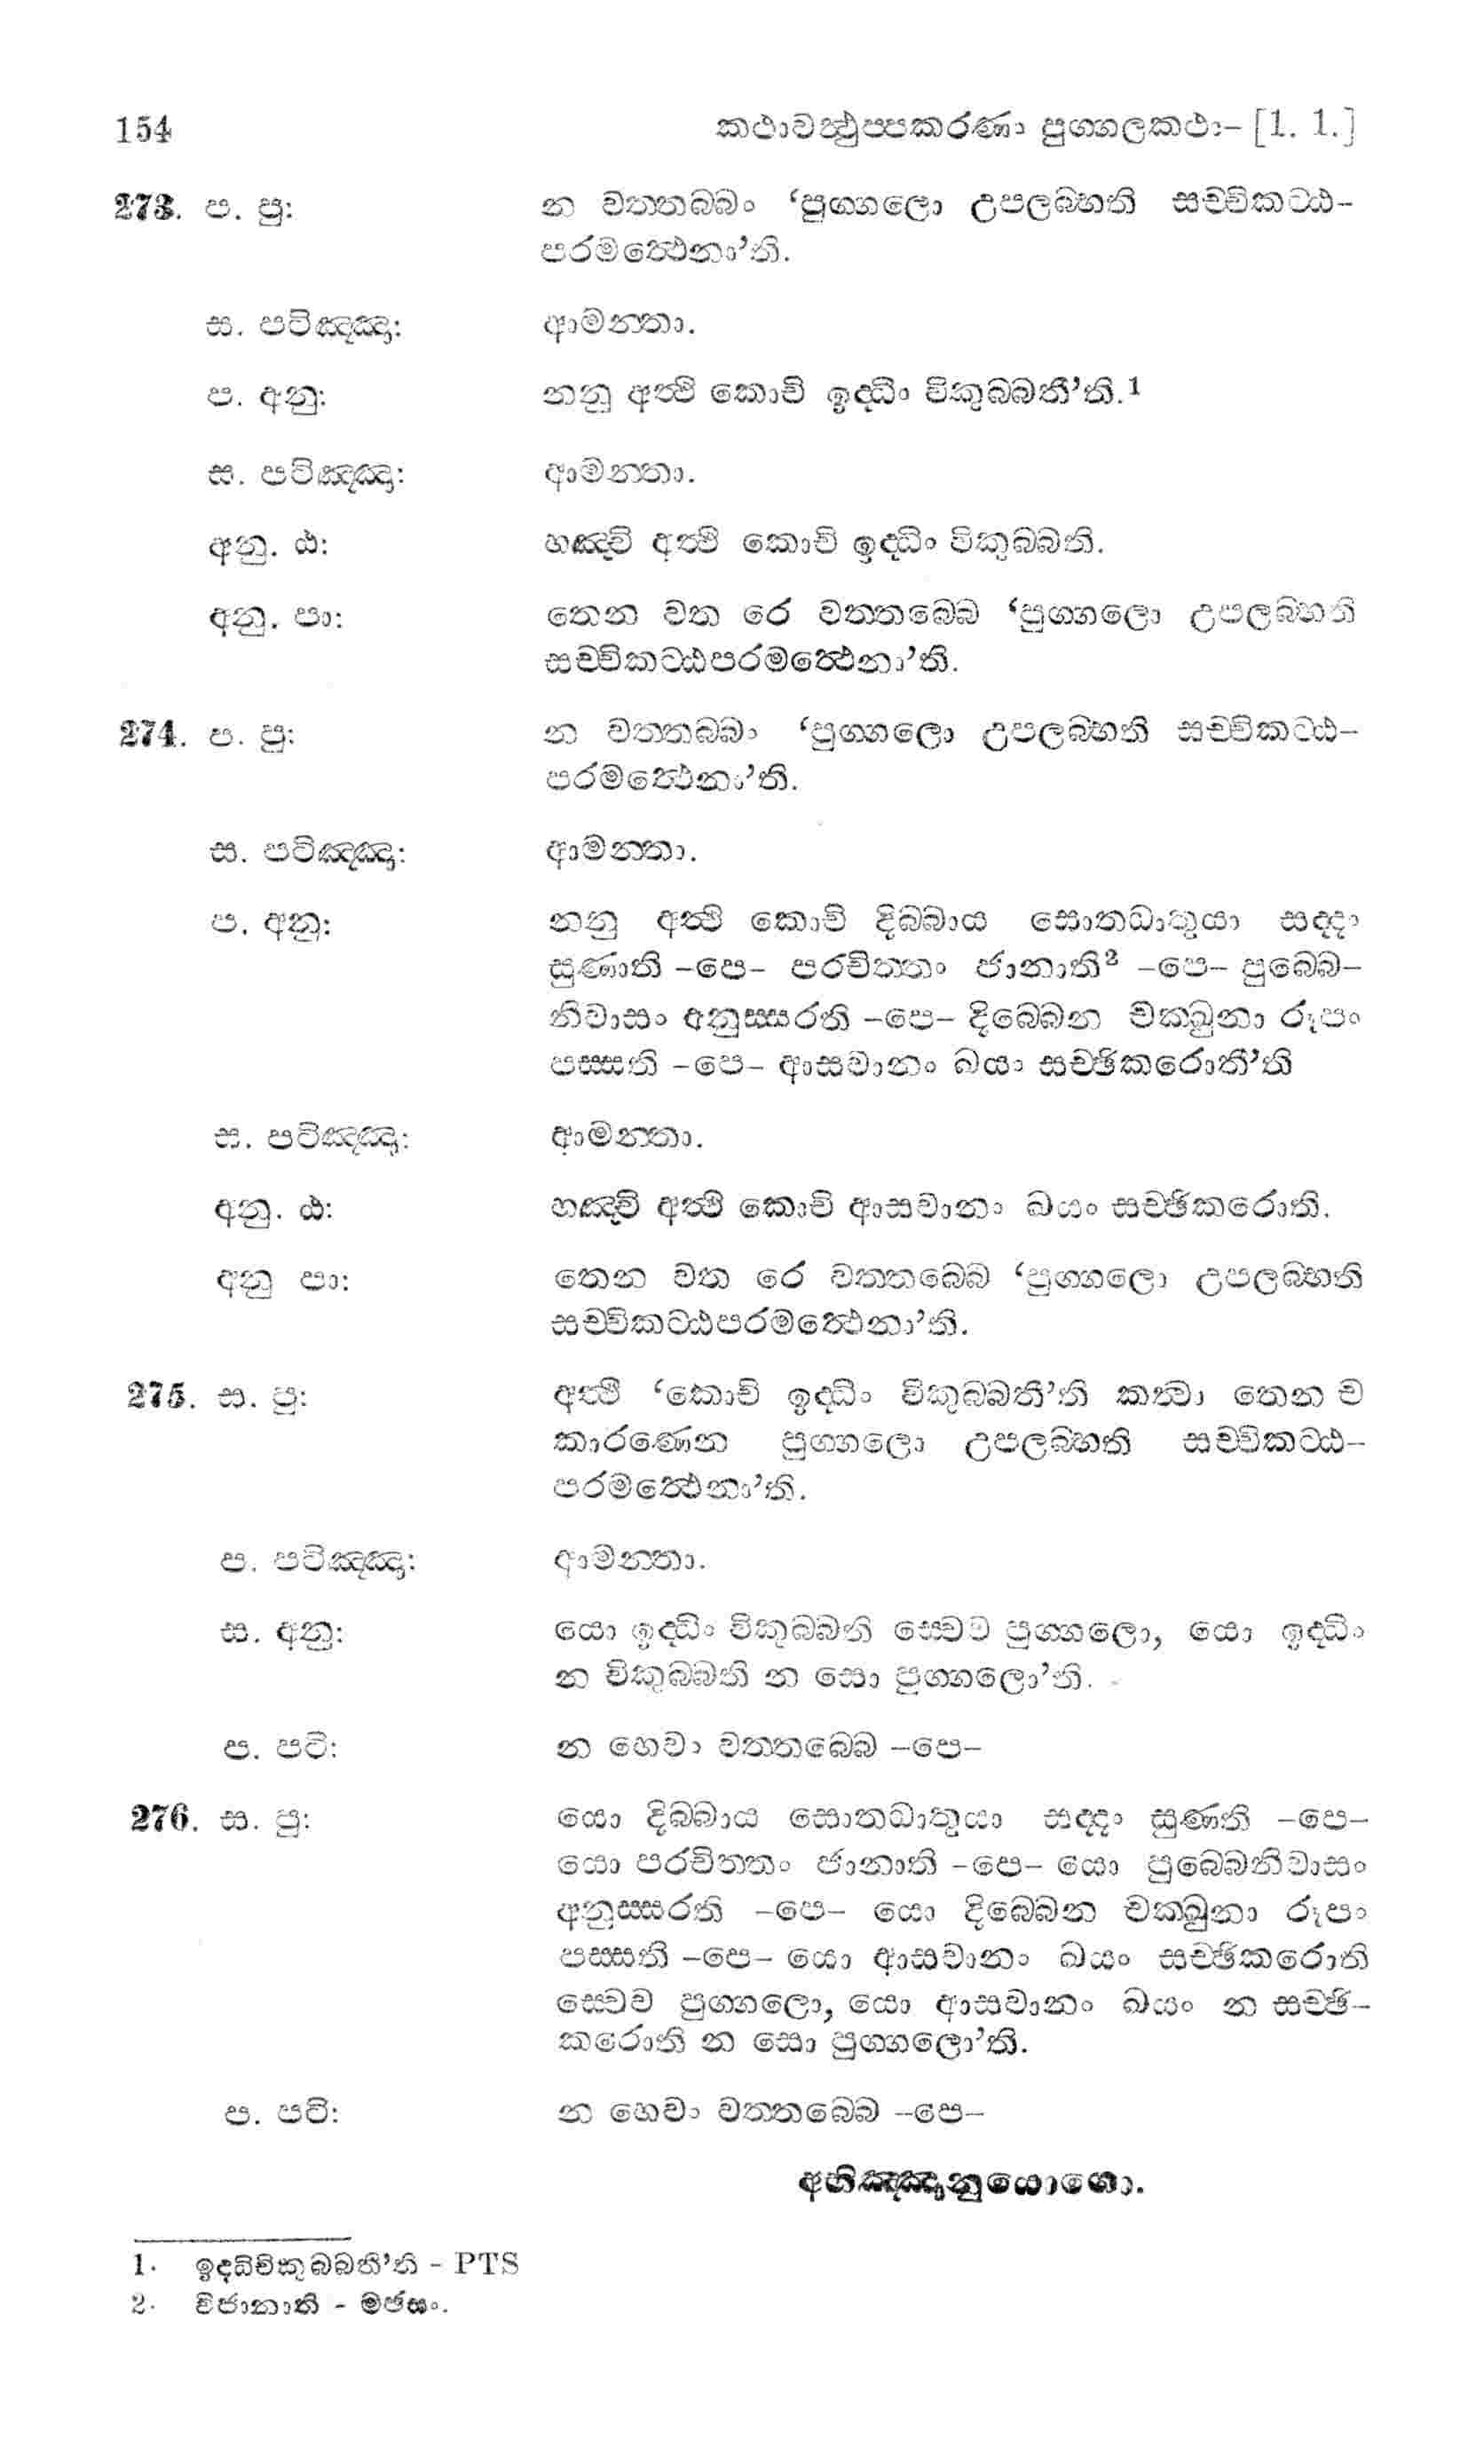 154 කථාවත්‍ථුප්‍පකරණං පුග්‍ගලකථා– [1. 1.]
273. ප. පු: න වත්‍තබ්බං ‘පුග්‍ගලො උපලබ්භති සච්චිකට්ඨ–
පරමත්‍ථෙනා’ති.
ස. පටිඤ්ඤා: ආමන්‍තා.
ප. අනු: නනු අත්‍ථි කොචි ඉද්ධිං විකුබ්බතී’ති.¹
ස. පටිඤ්ඤා: ආමන්‍තා.
අනු. ඨ: හඤ්චි අත්‍ථි කොචි ඉද්ධිං විකුබ්බති.
අනු. පා: තෙන වත රෙ වත්‍තබ්බෙ ‘පුග්‍ගලො උපලබ්භති
සච්චිකට්ඨපරමත්‍ථෙනා’ති.
274. ප. පු: න වත්‍තබ්බං ‘පුග්‍ගලො උපලබ්භති සච්චිකට්ඨ–
පරමත්‍ථෙනා’ති.
ස. පටිඤ්ඤා: ආමන්‍තා.
ප. අනු: නනු අත්‍ථි කොචි දිබ්බාය සොතධාතුයා සද්දං
සුණාති –පෙ– පරචිත්‍තං ජානාති² –පෙ– පුබ්බෙ–
නිවාසං අනුස්සරති –පෙ– දිබ්බෙන චක්ඛුනා රූපං
පස්සති –පෙ– ආසවානං ඛයං සච්ඡිකරොතී’ති
ස. පටිඤ්ඤා: ආමන්‍තා.
අනු. ඨ: හඤ්චි අත්‍ථි කොචි ආසවානං ඛයං සච්ඡිකරොති.
අනු පා: තෙන වත රෙ වත්‍තබ්බෙ ‘පුග්‍ගලො උපලබ්භති
සච්චිකට්ඨපරමත්‍ථෙනා’ති.
275. ස. පු: අත්‍ථි ‘කොචි ඉද්ධිං විකුබ්බතී’ති කත්‍වා තෙන ච
කාරණෙන පුග්‍ගලො උපලබ්භති සච්චිකට්ඨ–
පරමත්‍ථෙනා’ති.
ප. පටිඤ්ඤා: ආමන්‍තා.
ස. අනු: යො ඉද්ධිං විකුබ්බති ස්වෙව පුග්‍ගලො, යො ඉද්ධිං
න විකුබ්බති න සො පුග්‍ගලො’ති.
ප. පටි: න හෙවං වත්‍තබ්බෙ –පෙ–
276. ස. පු: යො දිබ්බාය සොතධාතුයා සද්දං සුණති –පෙ–
යො පරචිත්‍තං ජානාති –පෙ– යො පුබ්බෙනිවාසං
අනුස්සරති –පෙ– යො දිබ්බෙන චක්ඛුනා රූපං
පස්සති –පෙ– යො ආසවානං ඛයං සච්ඡිකරොති
ස්වෙව පුග්‍ගලො, යො ආසවානං ඛයං න සච්ඡි–
කරොති න සො පුග්‍ගලො’ති.
ප. පටි: න හෙවං වත්‍තබ්බෙ –පෙ–
අභිඤ්ඤානුයොගො.
1. ඉද්ධිවිකුබ්බතී’ති – PTS
2. විජානාති – මඡසං.